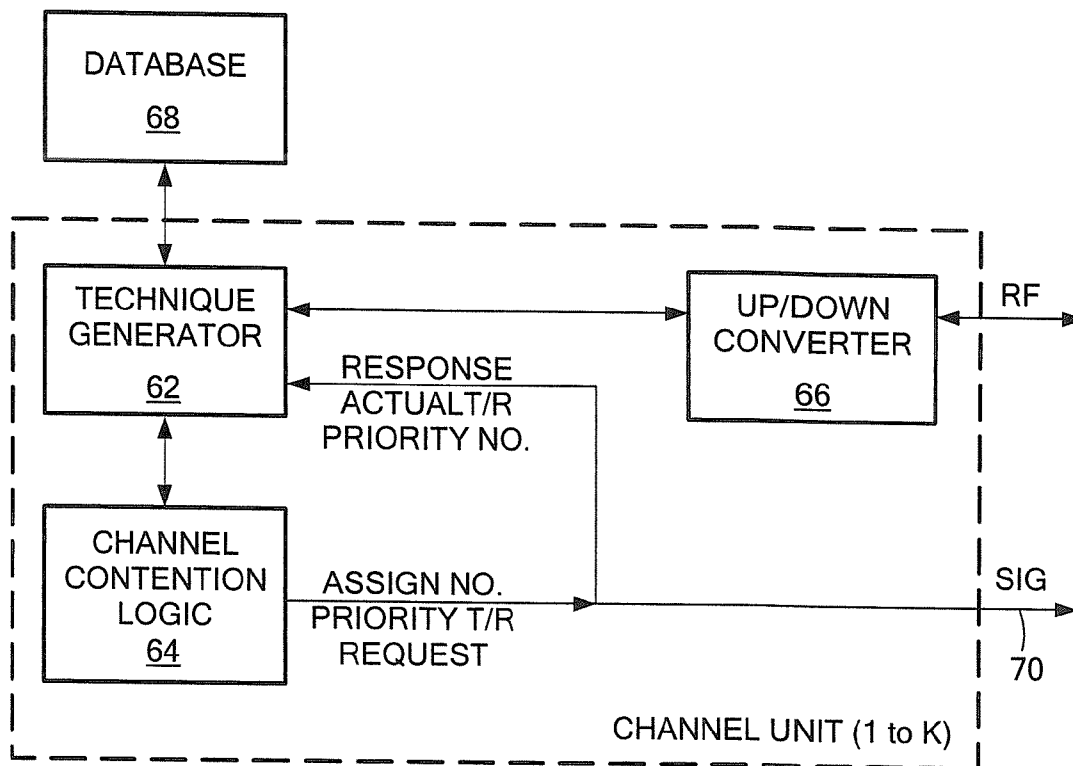 DATABASE
68
TECHNIQUE
GENERATOR
62
UP/DOWN
CONVERTER
66
RF
RESPONSE
ACTUALT/R
PRIORITY NO.
CHANNEL
CONTENTION
LOGIC
64
ASSIGN NO.
PRIORITY T/R
REQUEST
SIG
70
CHANNEL UNIT (1 to K)